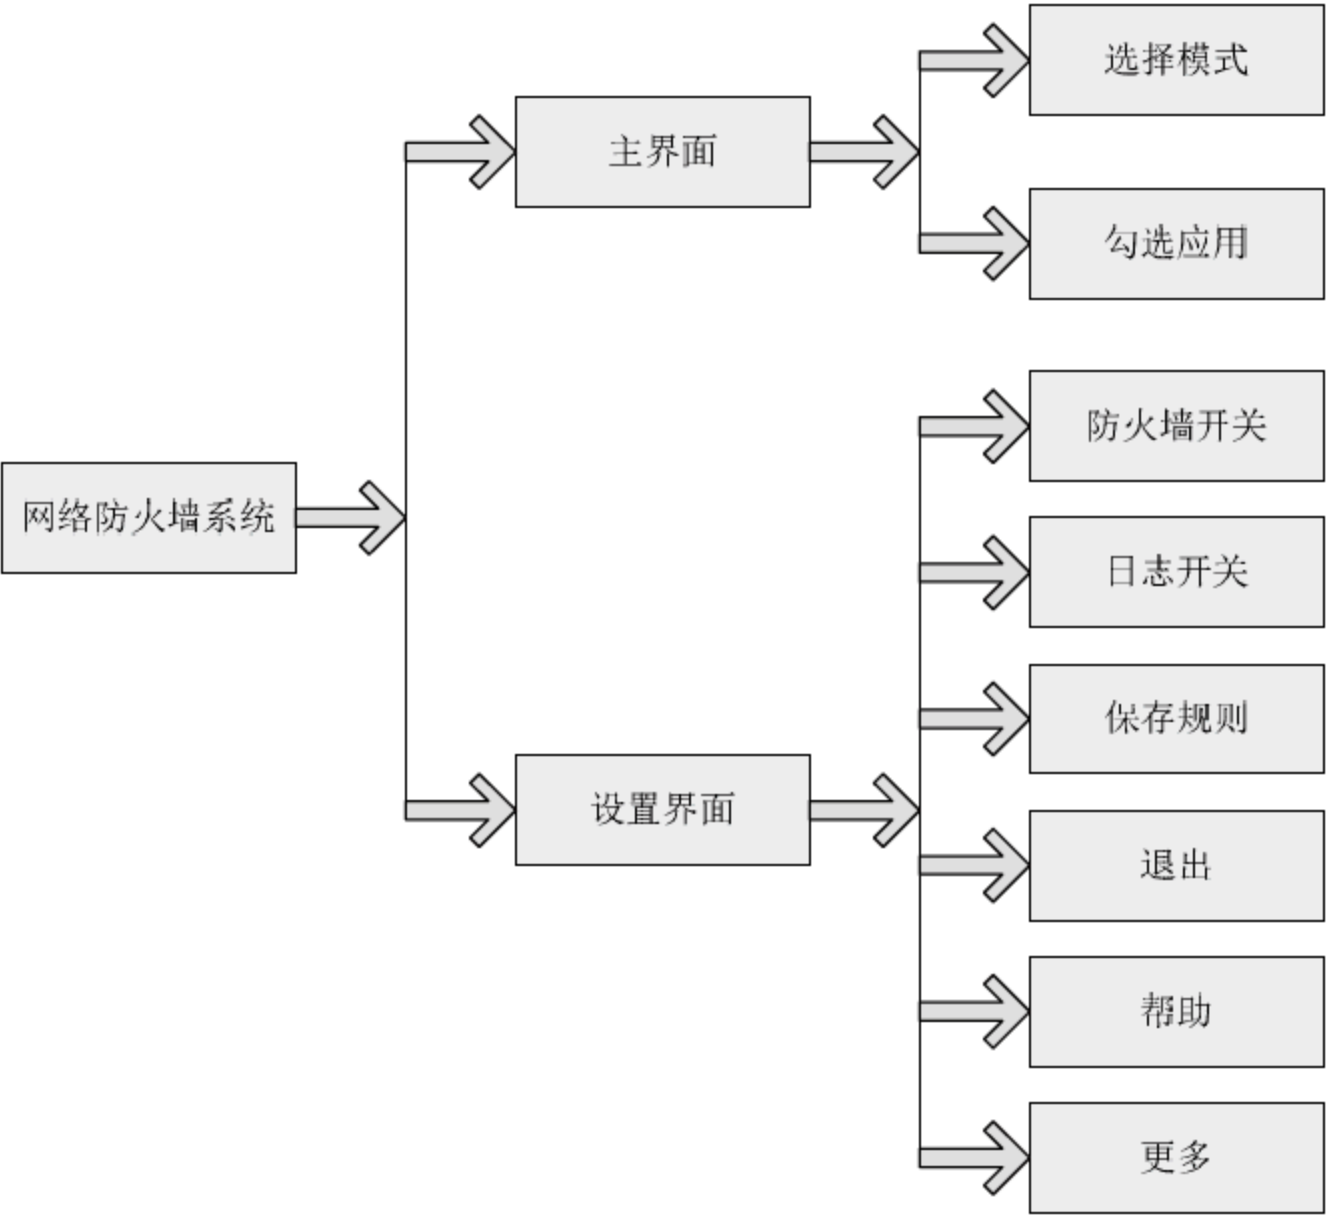 网络防火墙系统
主界面
选择模式
勾选应用
设置界面
防火墙开关
日志开关
保存规则
退出
帮助
更多